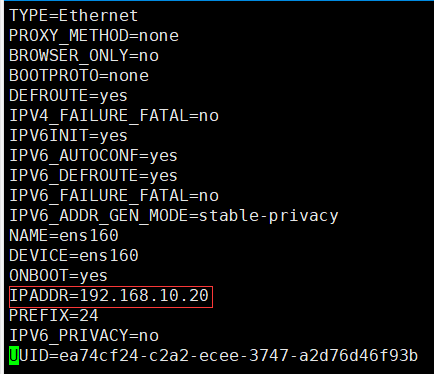 TYPE=Ethernet
PROXY_METHOD=none
BROWSER_ONLY=no
BOOTPROTO=none
DEFROUTE=yes
IPV4_FAILURE_FATAL=no
IPV6INIT=yes
IPV6_AUTOCONF=yes
IPV6_DEFROUTE=yes
IPV6_FAILURE_FATAL=no
IPV6_ADDR_GEN_MODE=stable-privacy
NAME=ens160
DEVICE=ens160
ONBOOT=yes
IPADDR=192.168.10.20
PREFIX=24
IPV6_PRIVACY=no
UUID=ea74cf24-c2a2-ecee-3747-a2d76d46f93b